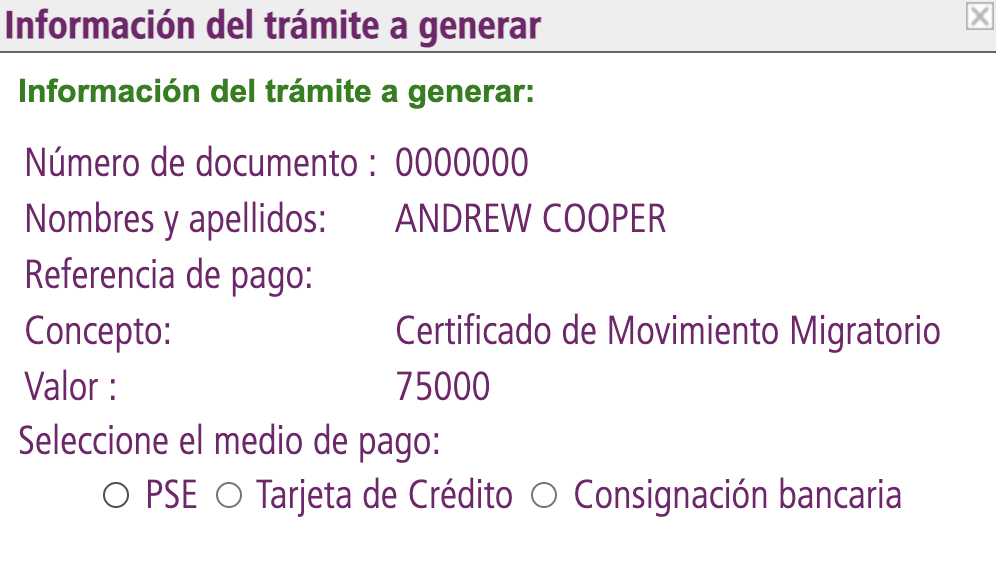 Información del trámite a generar
Información del trámite a generar:
Número de documento : 0000000
Nombres y apellidos: ANDREW COOPER
Referencia de pago:
Concepto: Certificado de Movimiento Migratorio
Valor : 75000
Seleccione el medio de pago:
PSE Tarjeta de Crédito Consignación bancaria